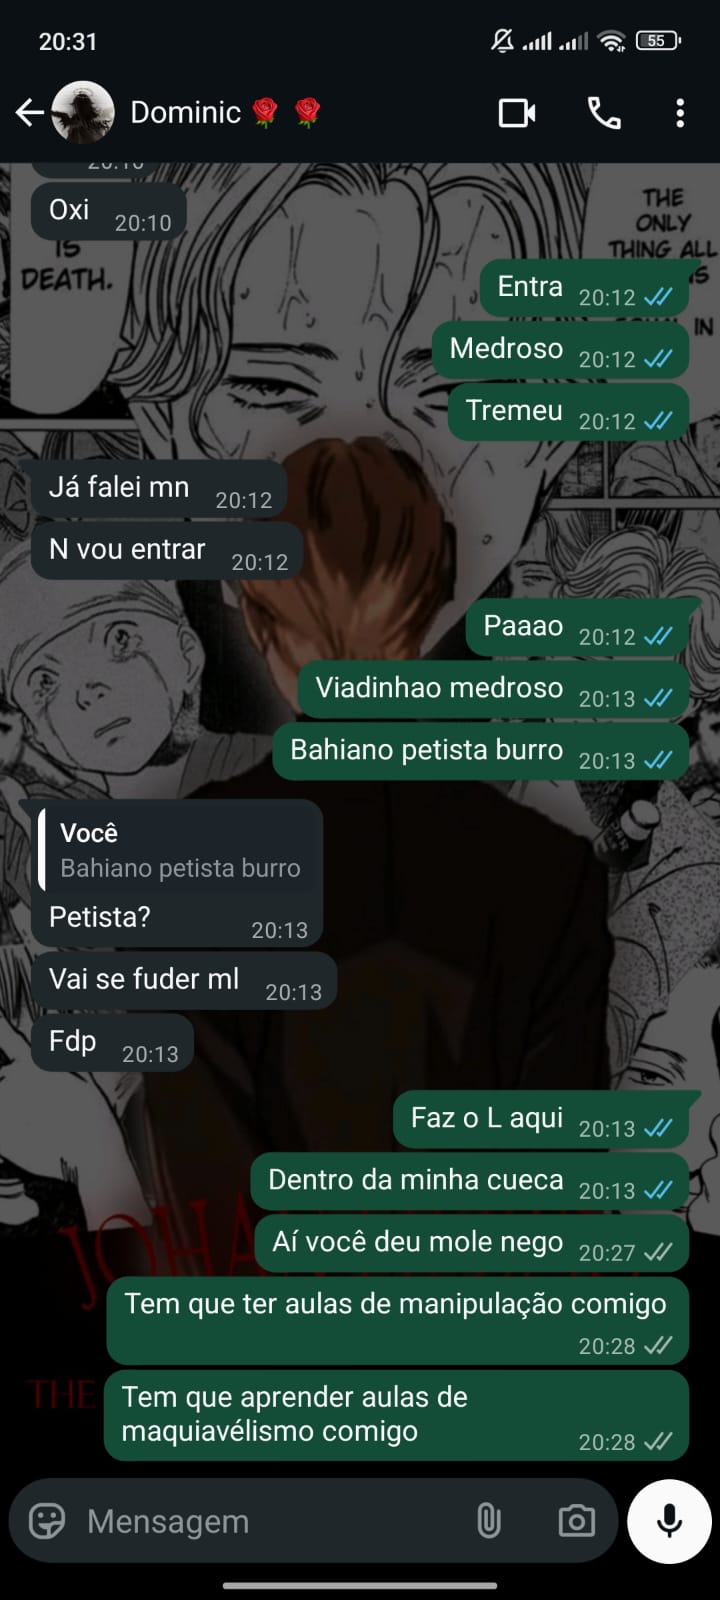 20:31
55
Dominic 🌹 🌹
Oxi 20:10
IS
DEATH.
THE
ONLY
THING ALL
IN
Entra 20:12
Medroso 20:12
Tremeu 20:12
Já falei mn 20:12
N vou entrar 20:12
Paaao 20:12
Viadinhao medroso 20:13
Bahiano petista burro 20:13
Você
Bahiano petista burro
Petista? 20:13
Vai se fuder ml 20:13
Fdp 20:13
Faz o L aqui 20:13
Dentro da minha cueca 20:13
Aí você deu mole nego 20:27
Tem que ter aulas de manipulação comigo
20:28
THE
Tem que aprender aulas de
maquiavélismo comigo 20:28
Mensagem